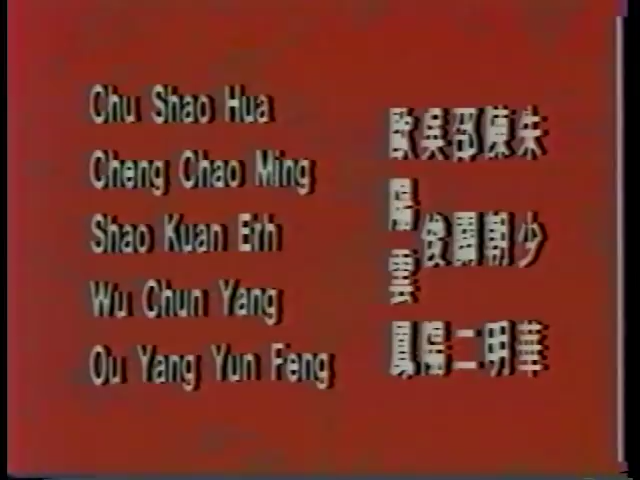 Chu Shao Hua
Cheng Chao Ming
Shao Kuan Erh
Wu Chun Yang
Ou Yang Yun Feng
朱少華
陳朝明
邵關二
吳俊陽
歐陽雲鳳